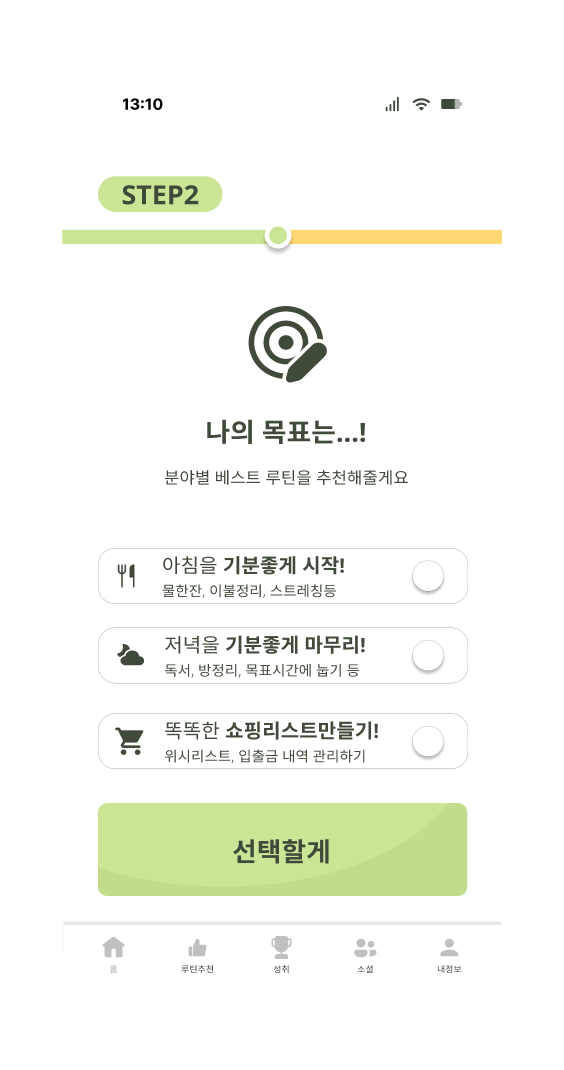 13:10
STEP2
나의 목표는...!
분야별 베스트 루틴을 추천해줄게요
아침을 기분좋게 시작!
물한잔, 이불정리, 스트레칭등
저녁을 기분좋게 마무리!
독서, 방정리, 목표시간에 눕기 등
똑똑한 쇼핑리스트만들기!
위시리스트, 입출금 내역 관리하기
선택할게
홈 루틴추천 성취 소셜 내정보